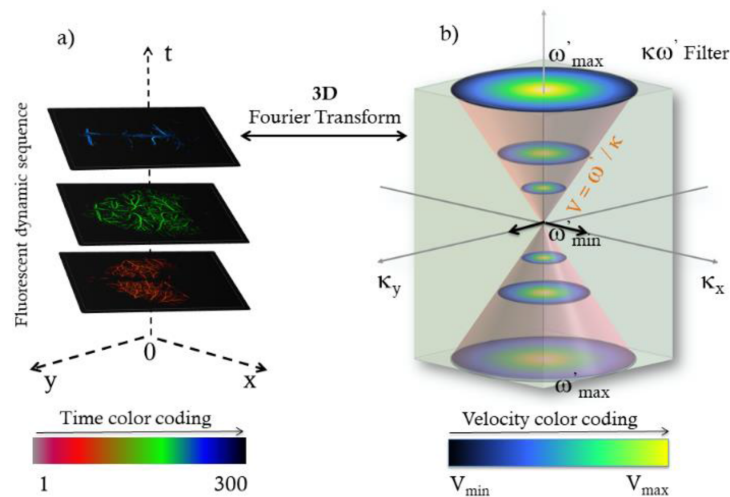 a)
t
Fluorescent dynamic sequence
0
y
x
Time color coding
1
300
3D
Fourier Transform
b)
ω'max
κω' Filter
V = ω' / κ
ω'min
κy
κx
ω'max
Velocity color coding
Vmin
Vmax